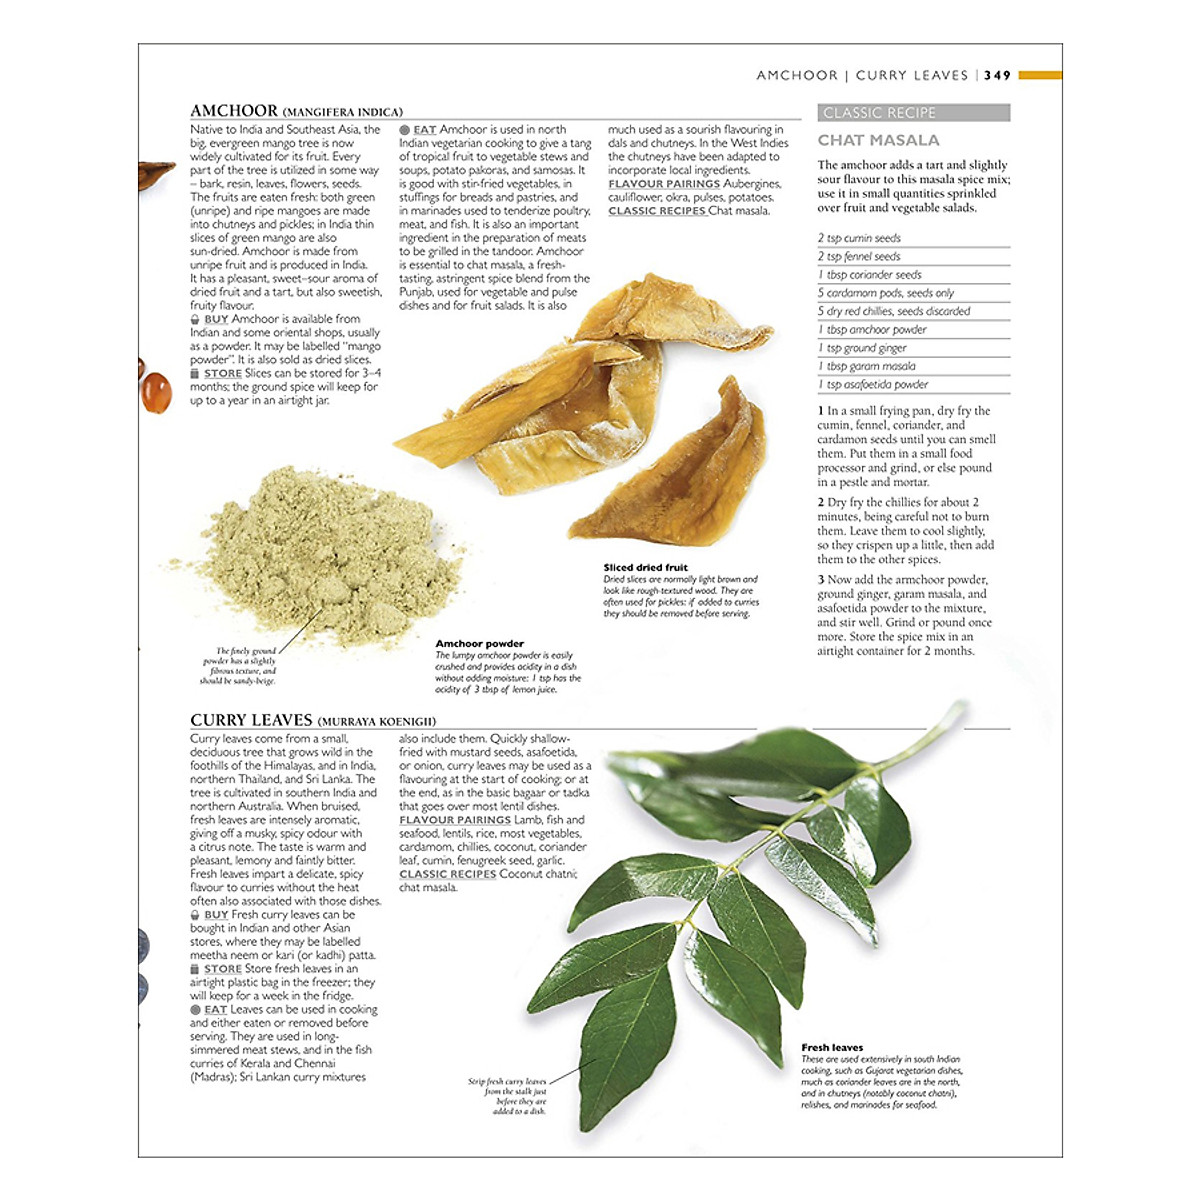 AMCHOOR | CURRY LEAVES | 349
AMCHOOR (MANGIFERA INDICA)
Native to India and Southeast Asia, the
big, evergreen mango tree is now
widely cultivated for its fruit. Every
part of the tree is utilized in some way
– bark, resin, leaves, flowers, seeds.
The fruits are eaten fresh: both green
(unripe) and ripe mangoes are made
into chutneys and pickles; in India thin
slices of green mango are also
sun-dried. Amchoor is made from
unripe fruit and is produced in India.
It has a pleasant, sweet–sour aroma of
dried fruit and a tart, but also sweetish,
fruity flavour.
BUY Amchoor is available from
Indian and some oriental shops, usually
as a powder. It may be labelled "mango
powder". It is also sold as dried slices.
STORE Slices can be stored for 3–4
months; the ground spice will keep for
up to a year in an airtight jar.
EAT Amchoor is used in north
Indian vegetarian cooking to give a tang
of tropical fruit to vegetable stews and
soups, potato pakoras, and samosas. It
is good with stir-fried vegetables, in
stuffings for breads and pastries, and
in marinades used to tenderize poultry,
meat, and fish. It is also an important
ingredient in the preparation of meats
to be grilled in the tandoor. Amchoor
is essential to chat masala, a fresh-
tasting, astringent spice blend from the
Punjab, used for vegetable and pulse
dishes and for fruit salads. It is also
much used as a sourish flavouring in
dals and chutneys. In the West Indies
the chutneys have been adapted to
incorporate local ingredients.
FLAVOUR PAIRINGS Aubergines,
cauliflower, okra, pulses, potatoes.
CLASSIC RECIPES Chat masala.
CLASSIC RECIPE
CHAT MASALA
The amchoor adds a tart and slightly
sour flavour to this masala spice mix;
use it in small quantities sprinkled
over fruit and vegetable salads.
2 tsp cumin seeds
2 tsp fennel seeds
1 tbsp coriander seeds
5 cardamom pods, seeds only
5 dry red chillies, seeds discarded
1 tbsp amchoor powder
1 tsp ground ginger
1 tbsp garam masala
1 tsp asafoetida powder
1 In a small frying pan, dry fry the
cumin, fennel, coriander, and
cardamon seeds until you can smell
them. Put them in a small food
processor and grind, or else pound
in a pestle and mortar.
2 Dry fry the chillies for about 2
minutes, being careful not to burn
them. Leave them to cool slightly,
so they crispen up a little, then add
them to the other spices.
3 Now add the armchoor powder,
ground ginger, garam masala, and
asafoetida powder to the mixture,
and stir well. Grind or pound once
more. Store the spice mix in an
airtight container for 2 months.
Sliced dried fruit
Dried slices are normally light brown and
look like rough-textured wood. They are
often used for pickles: if added to curries
they should be removed before serving.
The finely ground
powder has a slightly
fibrous texture, and
should be sandy-beige.
Amchoor powder
The lumpy amchoor powder is easily
crushed and provides acidity in a dish
without adding moisture: 1 tsp has the
acidity of 3 tbsp of lemon juice.
CURRY LEAVES (MURRAYA KOENIGII)
Curry leaves come from a small,
deciduous tree that grows wild in the
foothills of the Himalayas, and in India,
northern Thailand, and Sri Lanka. The
tree is cultivated in southern India and
northern Australia. When bruised,
fresh leaves are intensely aromatic,
giving off a musky, spicy odour with
a citrus note. The taste is warm and
pleasant, lemony and faintly bitter.
Fresh leaves impart a delicate, spicy
flavour to curries without the heat
often also associated with those dishes.
BUY Fresh curry leaves can be
bought in Indian and other Asian
stores, where they may be labelled
meetha neem or kari (or kadhi) patta.
STORE Store fresh leaves in an
airtight plastic bag in the freezer; they
will keep for a week in the fridge.
EAT Leaves can be used in cooking
and either eaten or removed before
serving. They are used in long-
simmered meat stews, and in the fish
curries of Kerala and Chennai
(Madras); Sri Lankan curry mixtures
also include them. Quickly shallow-
fried with mustard seeds, asafoetida,
or onion, curry leaves may be used as a
flavouring at the start of cooking; or at
the end, as in the basic bagaar or tadka
that goes over most lentil dishes.
FLAVOUR PAIRINGS Lamb, fish and
seafood, lentils, rice, most vegetables,
cardamom, chillies, coconut, coriander
leaf, cumin, fenugreek seed, garlic.
CLASSIC RECIPES Coconut chatni;
chat masala.
Strip fresh curry leaves
from the stalk just
before they are
added to a dish.
Fresh leaves
These are used extensively in south Indian
cooking, such as Gujarat vegetarian dishes,
much as coriander leaves are in the north,
and in chutneys (notably coconut chatni),
relishes, and marinades for seafood.